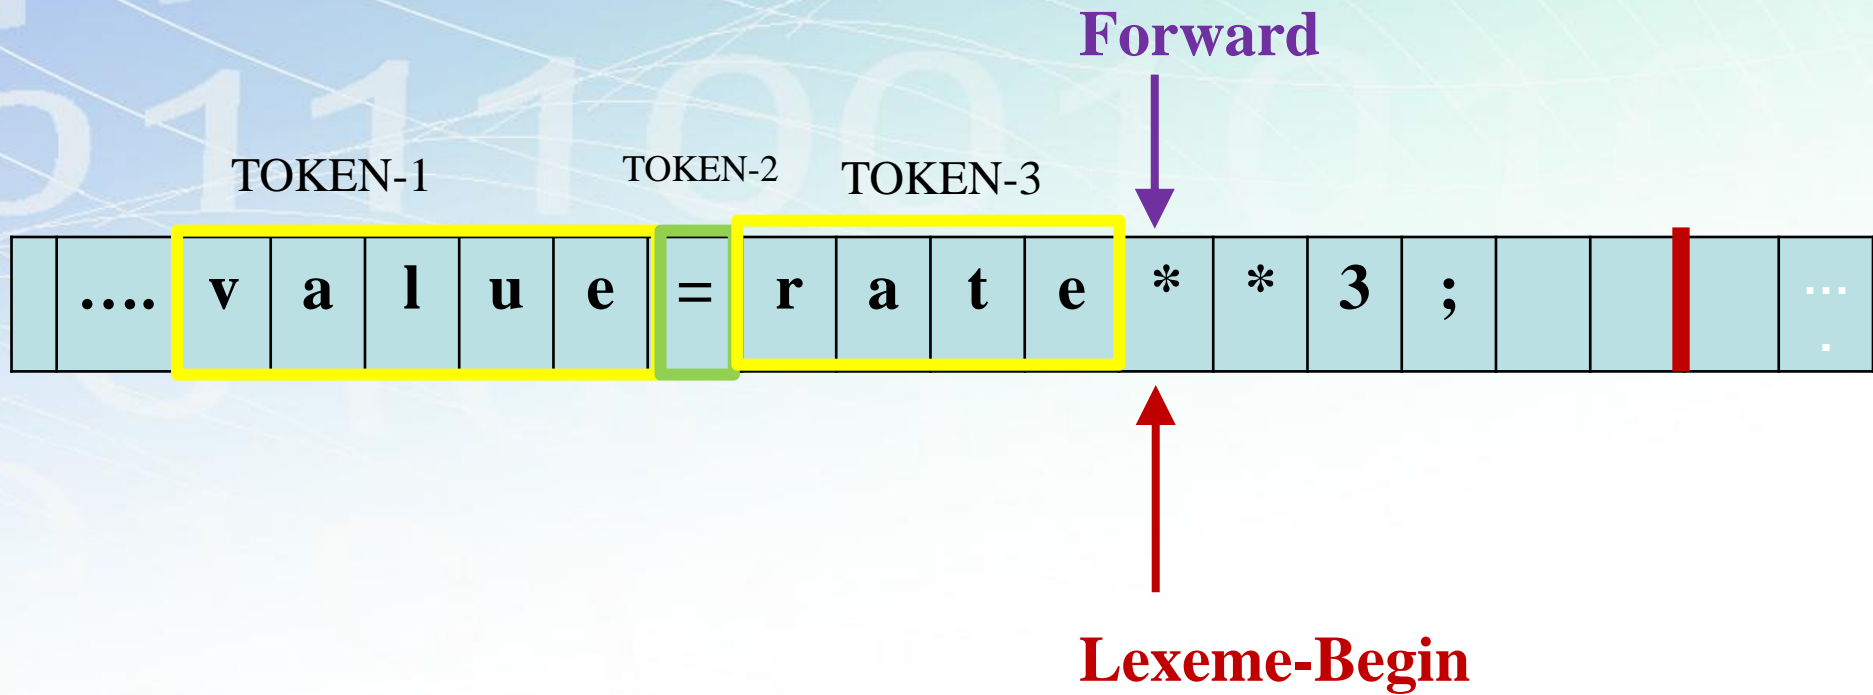 Forward
TOKEN-1 TOKEN-2 TOKEN-3
.... v a l u e = r a t e * * 3 ; ....
Lexeme-Begin